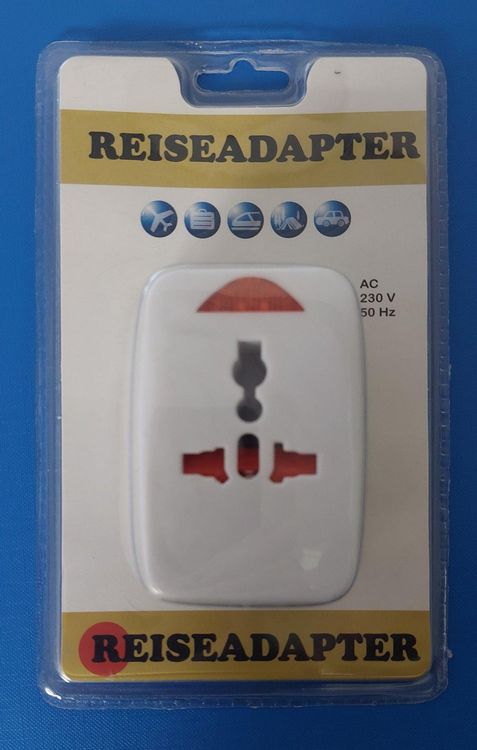 REISEADAPTER
AC
230 V
50 Hz
REISEADAPTER